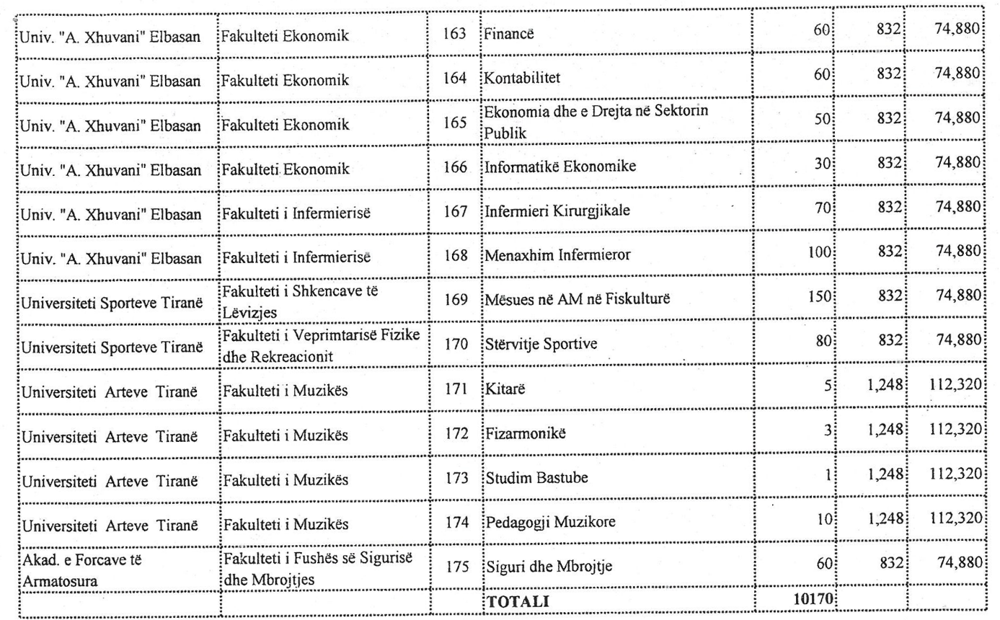 Univ. "A. Xhuvani" Elbasan Fakulteti Ekonomik 163 Financë 60 832 74,880
Univ. "A. Xhuvani" Elbasan Fakulteti Ekonomik 164 Kontabilitet 60 832 74,880
Univ. "A. Xhuvani" Elbasan Fakulteti Ekonomik 165 Ekonomia dhe e Drejta në Sektorin
Publik 50 832 74,880
Univ. "A. Xhuvani" Elbasan Fakulteti Ekonomik 166 Informatikë Ekonomike 30 832 74,880
Univ. "A. Xhuvani" Elbasan Fakulteti i Infermierisë 167 Infermieri Kirurgjikale 70 832 74,880
Univ. "A. Xhuvani" Elbasan Fakulteti i Infermierisë 168 Menaxhim Infermieror 100 832 74,880
Universiteti Sporteve Tiranë Fakulteti i Shkencave të
Lëvizjes 169 Mësues në AM në Fiskulturë 150 832 74,880
Universiteti Sporteve Tiranë Fakulteti i Veprimtarisë Fizike
dhe Rekreacionit 170 Stërvitje Sportive 80 832 74,880
Universiteti Arteve Tiranë Fakulteti i Muzikës 171 Kitarë 5 1,248 112,320
Universiteti Arteve Tiranë Fakulteti i Muzikës 172 Fizarmonikë 3 1,248 112,320
Universiteti Arteve Tiranë Fakulteti i Muzikës 173 Studim Bastube 1 1,248 112,320
Universiteti Arteve Tiranë Fakulteti i Muzikës 174 Pedagogji Muzikore 10 1,248 112,320
Akad. e Forcave të
Armatosura Fakulteti i Fushës së Sigurisë
dhe Mbrojtjes 175 Siguri dhe Mbrojtje 60 832 74,880
TOTALI 10170